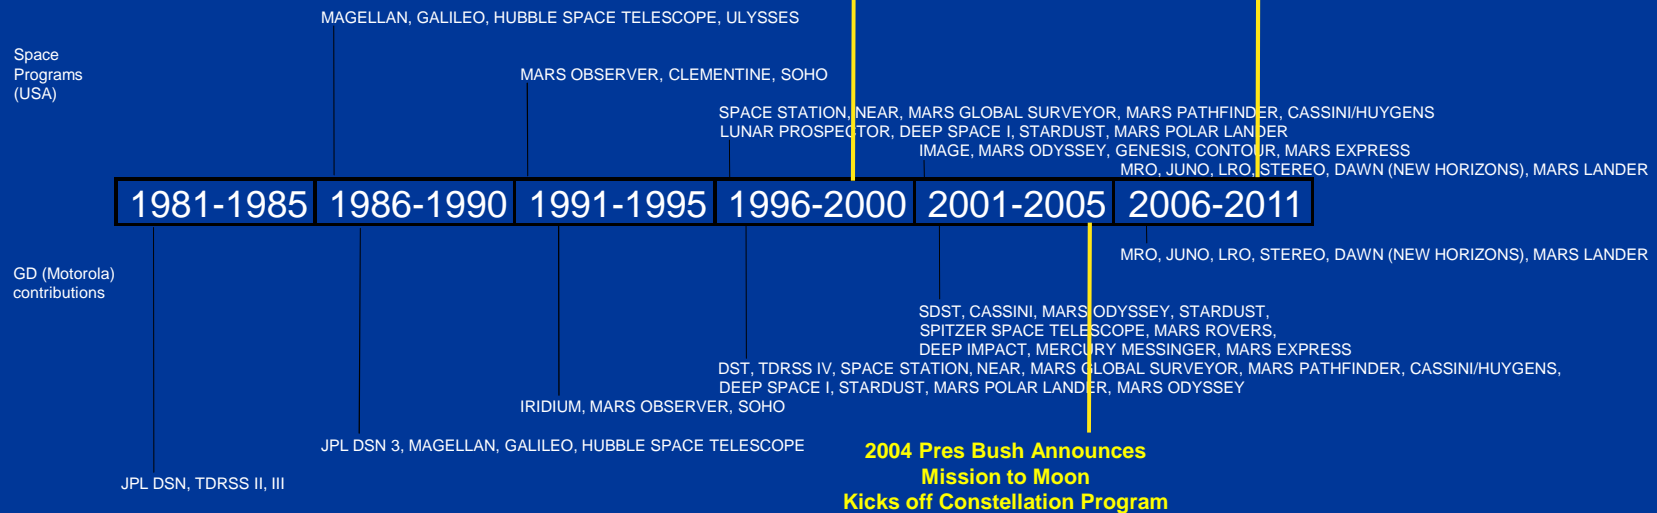 MAGELLAN, GALILEO, HUBBLE SPACE TELESCOPE, ULYSSES
Space
Programs
(USA)
MARS OBSERVER, CLEMENTINE, SOHO
SPACE STATION, NEAR, MARS GLOBAL SURVEYOR, MARS PATHFINDER, CASSINI/HUYGENS
LUNAR PROSPECTOR, DEEP SPACE I, STARDUST, MARS POLAR LANDER
IMAGE, MARS ODYSSEY, GENESIS, CONTOUR, MARS EXPRESS
MRO, JUNO, LRO, STEREO, DAWN (NEW HORIZONS), MARS LANDER
1981-1985 1986-1990 1991-1995 1996-2000 2001-2005 2006-2011
MRO, JUNO, LRO, STEREO, DAWN (NEW HORIZONS), MARS LANDER
GD (Motorola)
contributions
SDST, CASSINI, MARS ODYSSEY, STARDUST,
SPITZER SPACE TELESCOPE, MARS ROVERS,
DEEP IMPACT, MERCURY MESSINGER, MARS EXPRESS
DST, TDRSS IV, SPACE STATION, NEAR, MARS GLOBAL SURVEYOR, MARS PATHFINDER, CASSINI/HUYGENS,
DEEP SPACE I, STARDUST, MARS POLAR LANDER, MARS ODYSSEY
IRIDIUM, MARS OBSERVER, SOHO
JPL DSN 3, MAGELLAN, GALILEO, HUBBLE SPACE TELESCOPE
JPL DSN, TDRSS II, III
2004 Pres Bush Announces
Mission to Moon
Kicks off Constellation Program